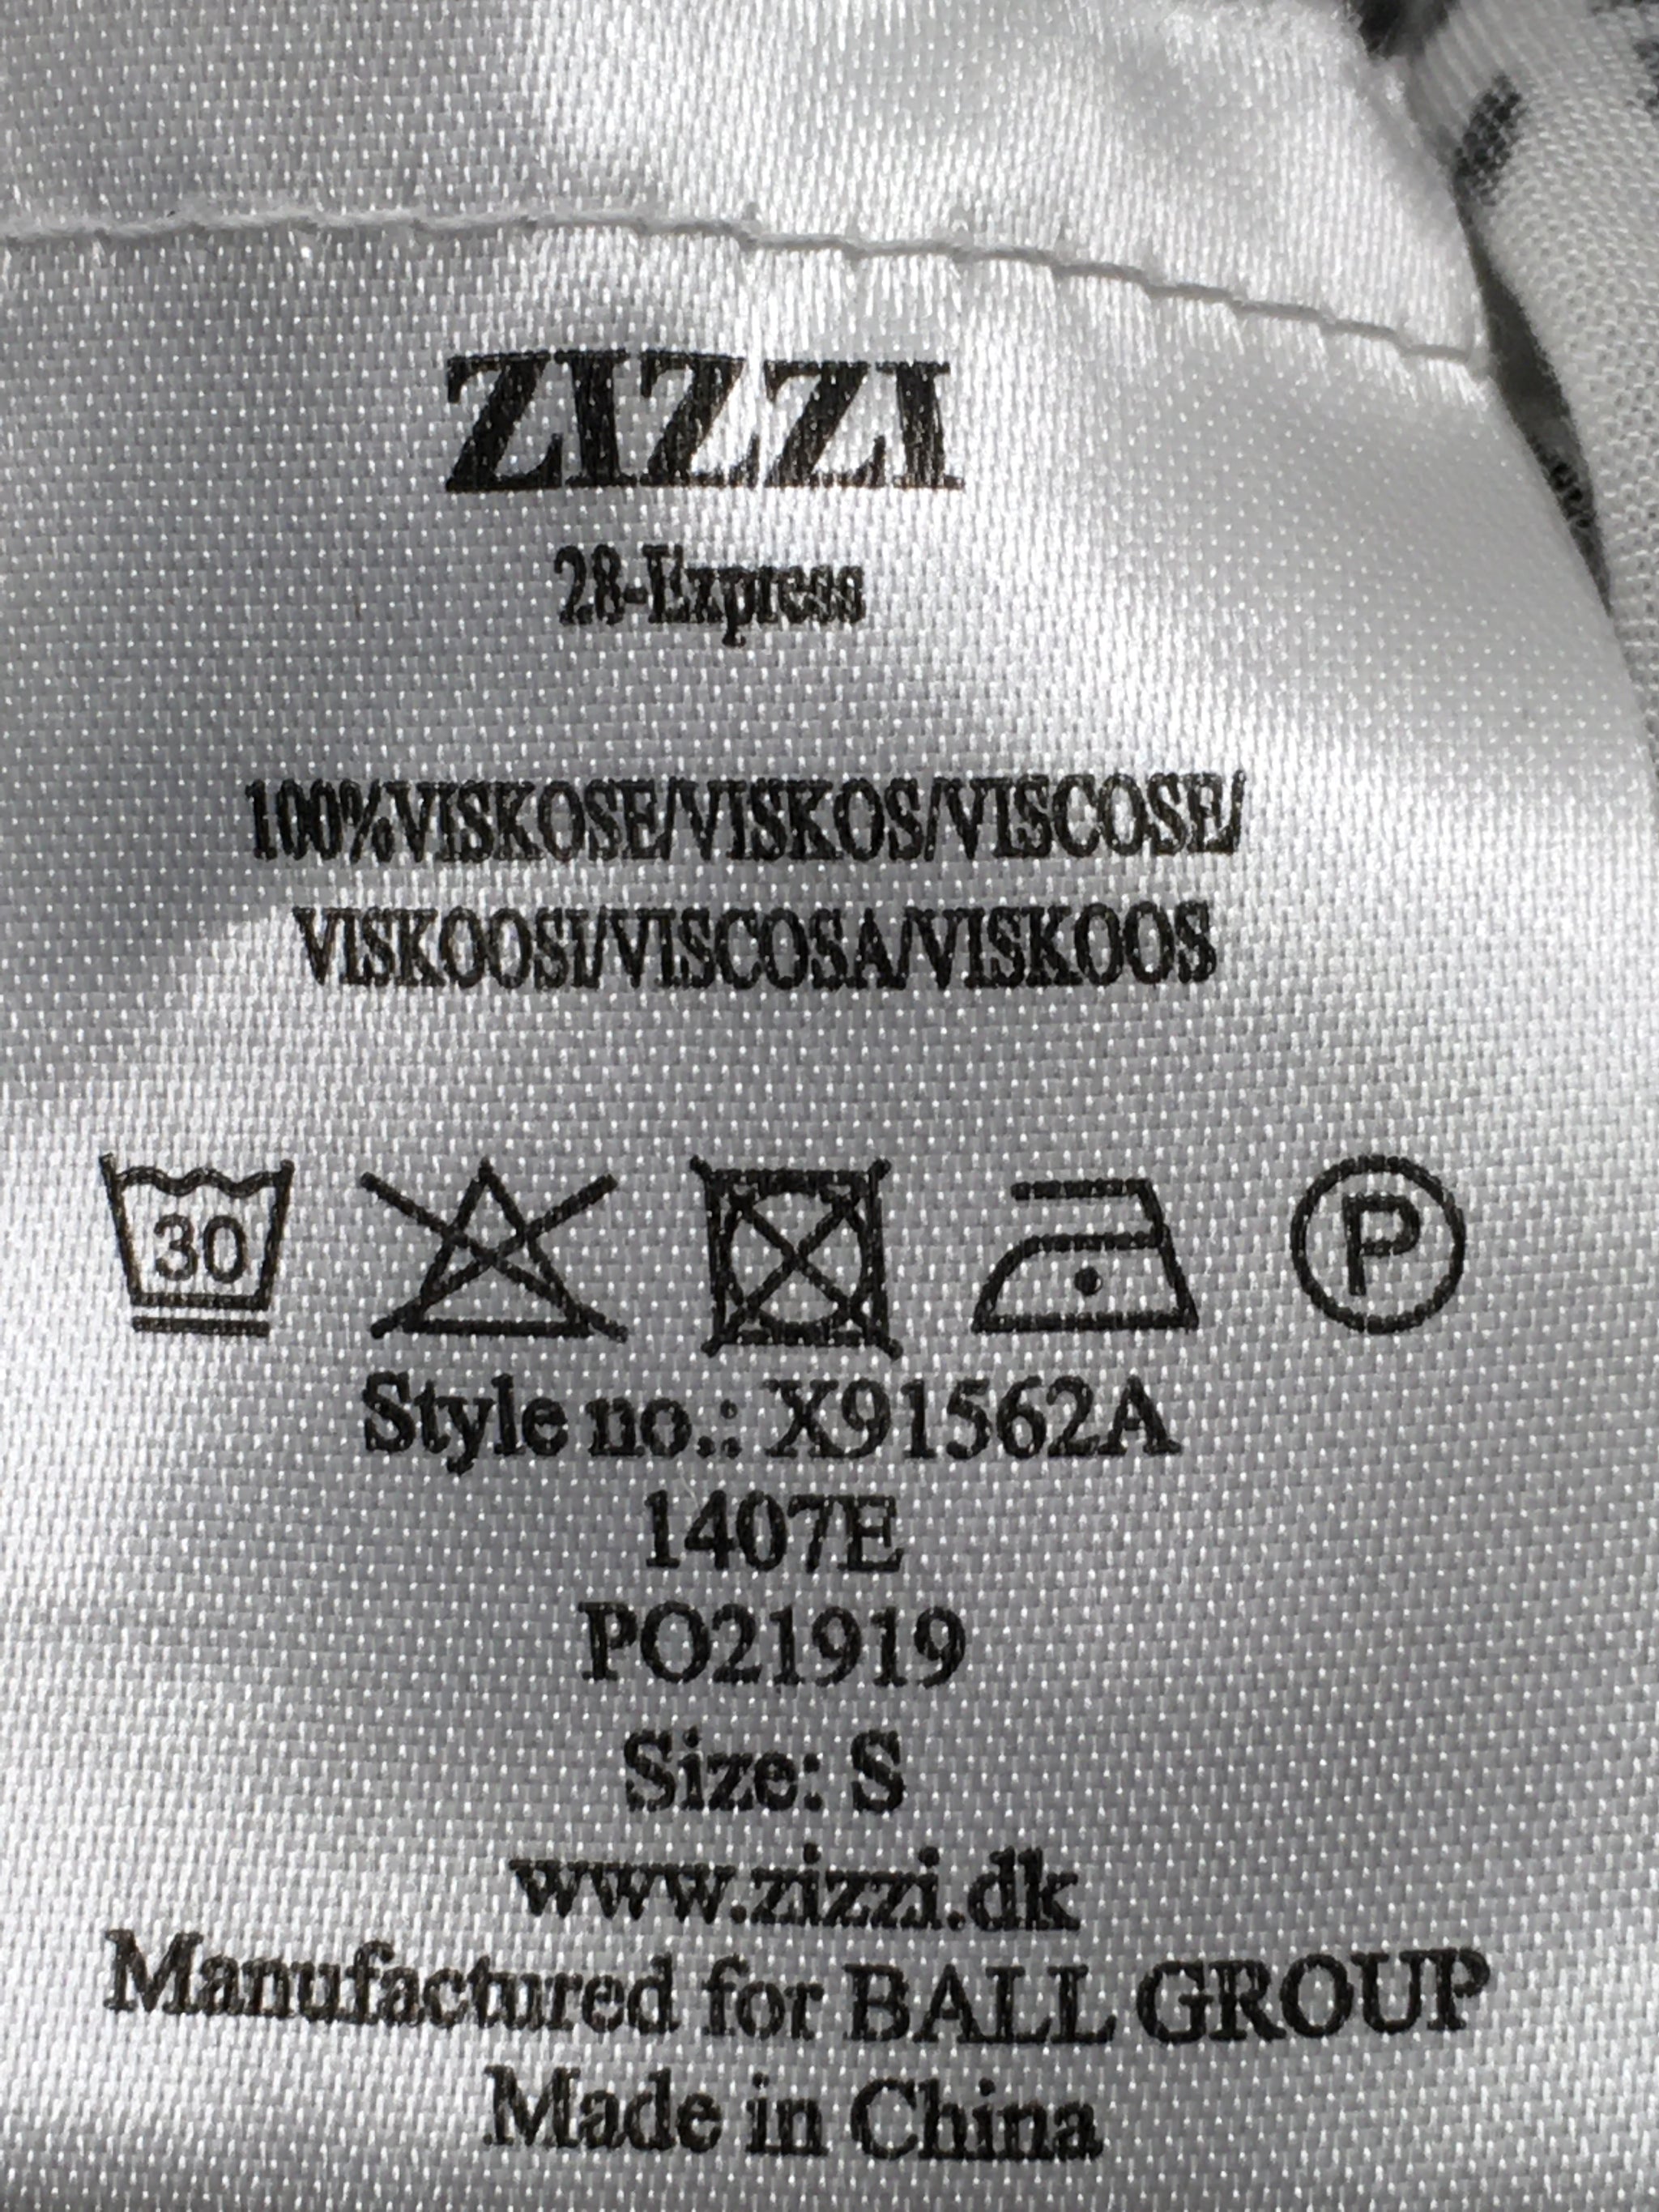 ZIZZI
28-Express
100%VISKOSE/VISKOS/VISCOSE/
VISKOOSI/VISCOSA/VISKOOS
30 P
Style no.: X91562A
1407E
PO21919
Size: S
www.zizzi.dk
Manufactured for BALL GROUP
Made in China